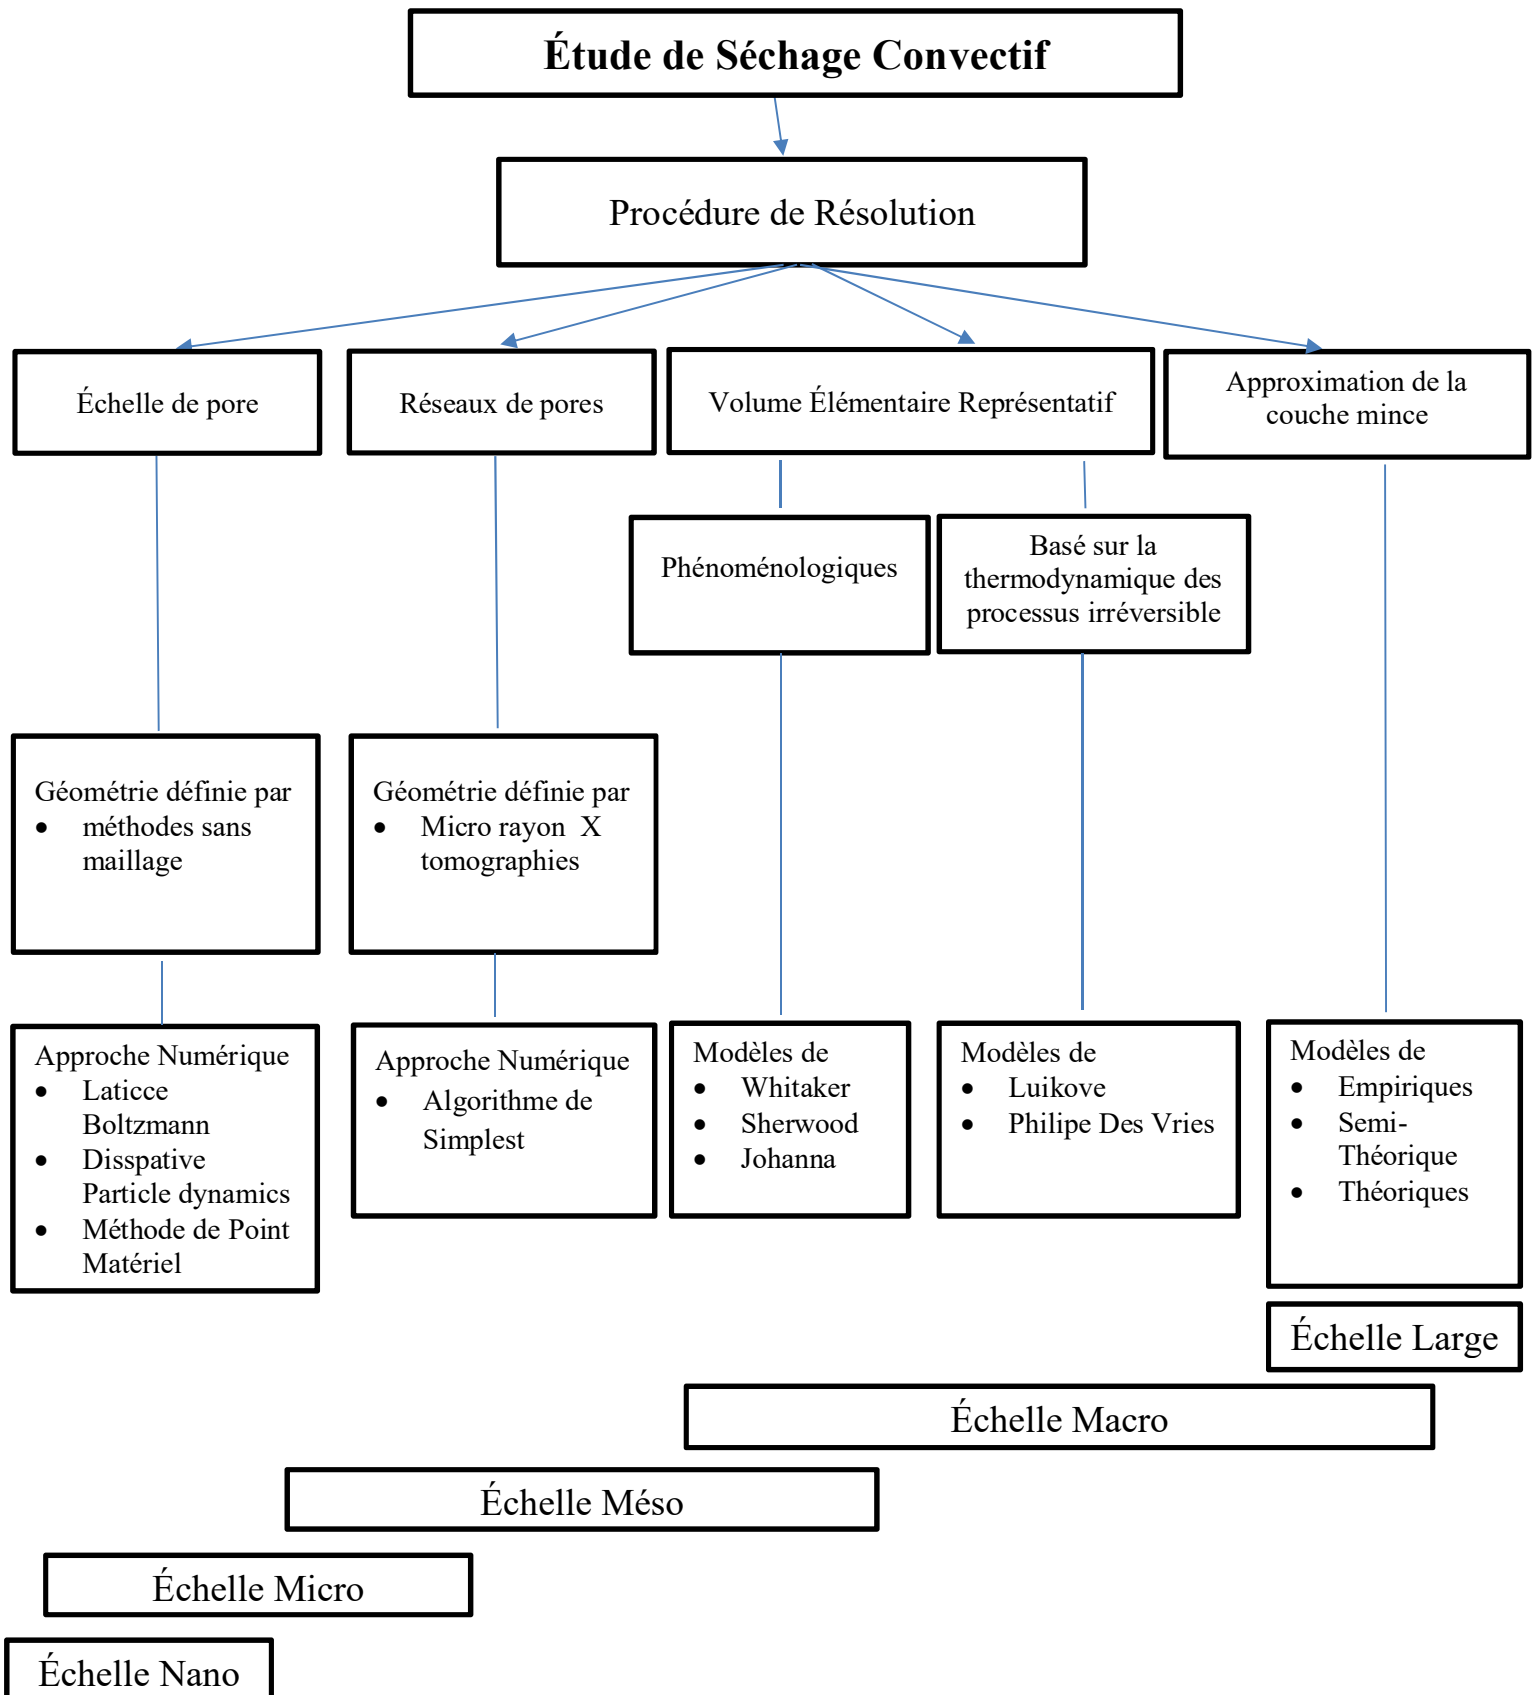 Étude de Séchage Convectif
Procédure de Résolution
Échelle de pore
Réseaux de pores
Volume Élémentaire Représentatif
Approximation de la
couche mince
Phénoménologiques
Basé sur la
thermodynamique des
processus irréversible
Géométrie définie par
• méthodes sans
maillage
Géométrie définie par
• Micro rayon  X
tomographies
Approche Numérique
• Laticce
Boltzmann
• Disspative
Particle dynamics
• Méthode de Point
Matériel
Approche Numérique
• Algorithme de
Simplest
Modèles de
• Whitaker
• Sherwood
• Johanna
Modèles de
• Luikove
• Philipe Des Vries
Modèles de
• Empiriques
• Semi-
Théorique
• Théoriques
Échelle Large
Échelle Macro
Échelle Méso
Échelle Micro
Échelle Nano